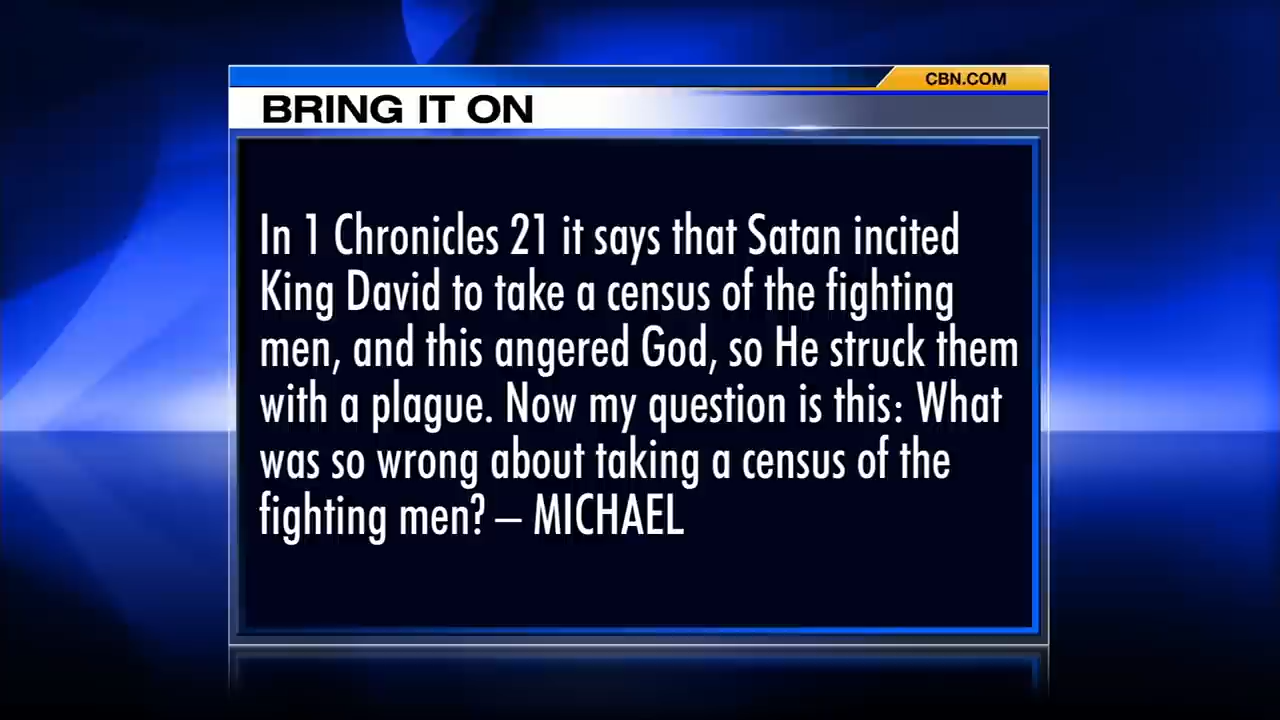 CBN.COM
BRING IT ON
In 1 Chronicles 21 it says that Satan incited
King David to take a census of the fighting
men, and this angered God, so He struck them
with a plague. Now my question is this: What
was so wrong about taking a census of the
fighting men? – MICHAEL